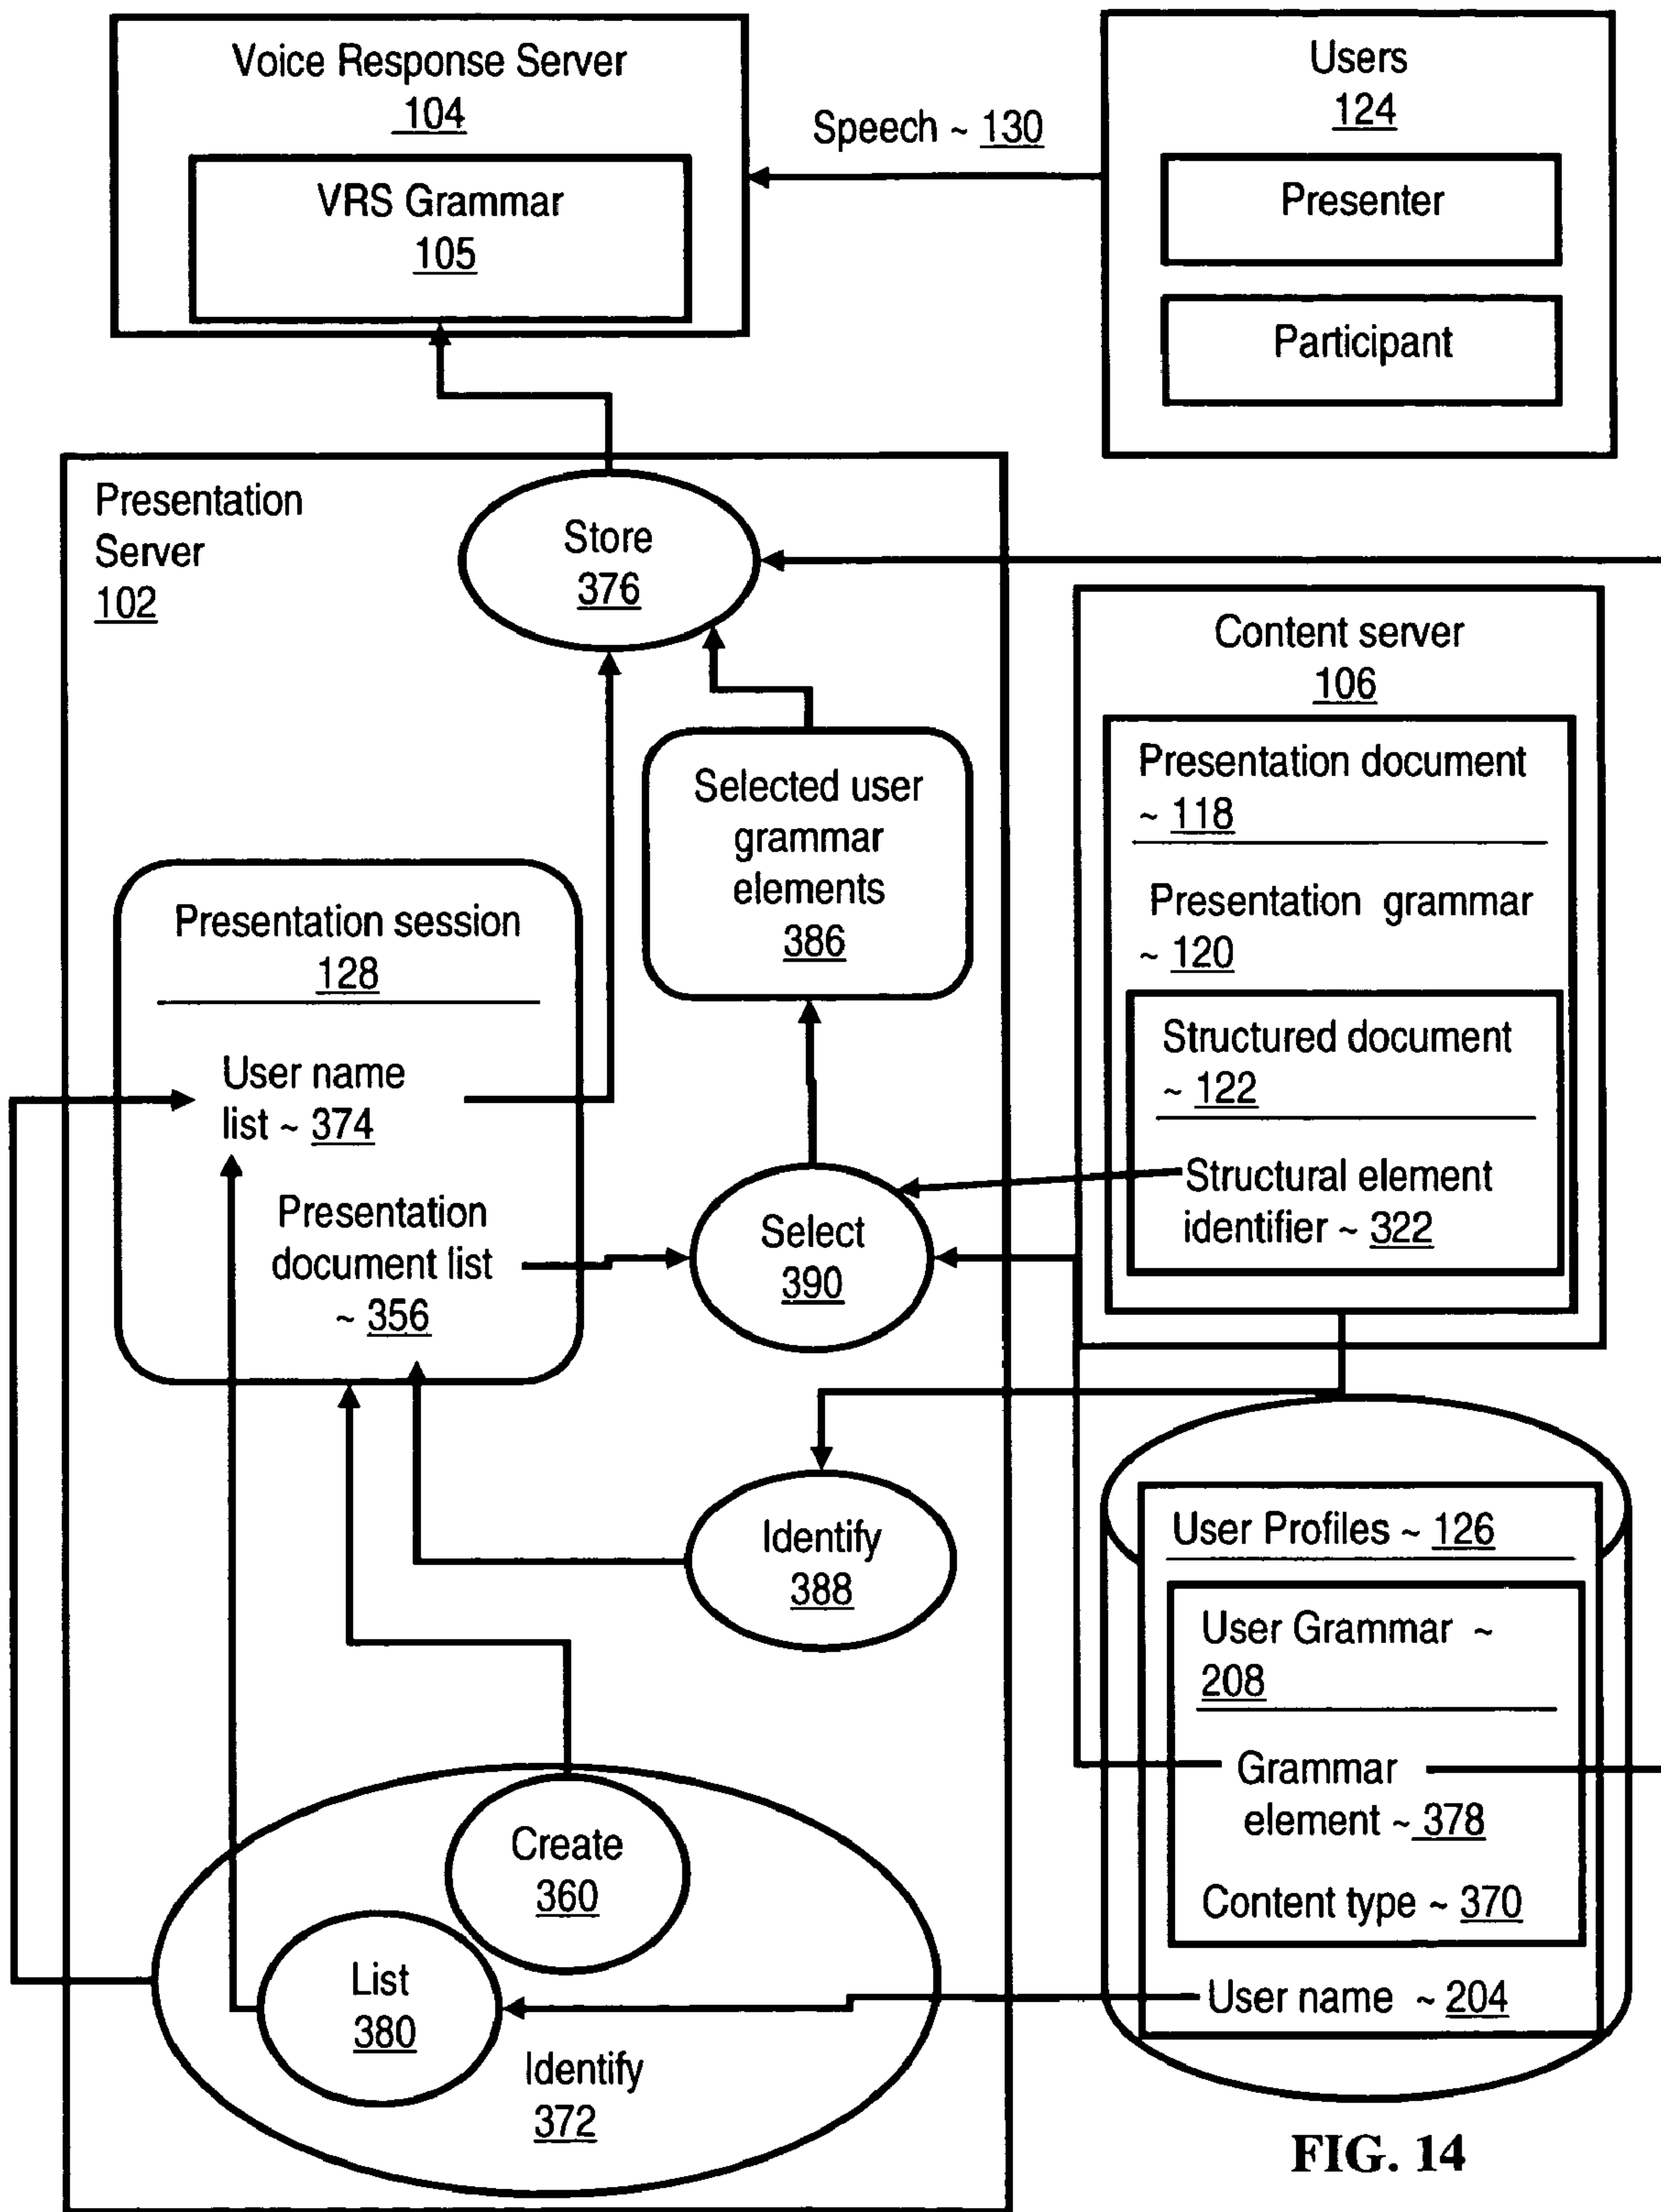 Voice Response Server
104
VRS Grammar
105
Speech ~ 130
Users
124
Presenter
Participant
Presentation
Server
102
Store
376
Selected user
grammar
elements
386
Presentation session
128
User name
list ~ 374
Presentation
document list
~ 356
Select
390
Identify
388
Create
360
List
380
Identify
372
Content server
106
Presentation document
~ 118
Presentation grammar
~ 120
Structured document
~ 122
Structural element
identifier ~ 322
User Profiles ~ 126
User Grammar ~
208
Grammar
element ~ 378
Content type ~ 370
User name ~ 204
FIG. 14